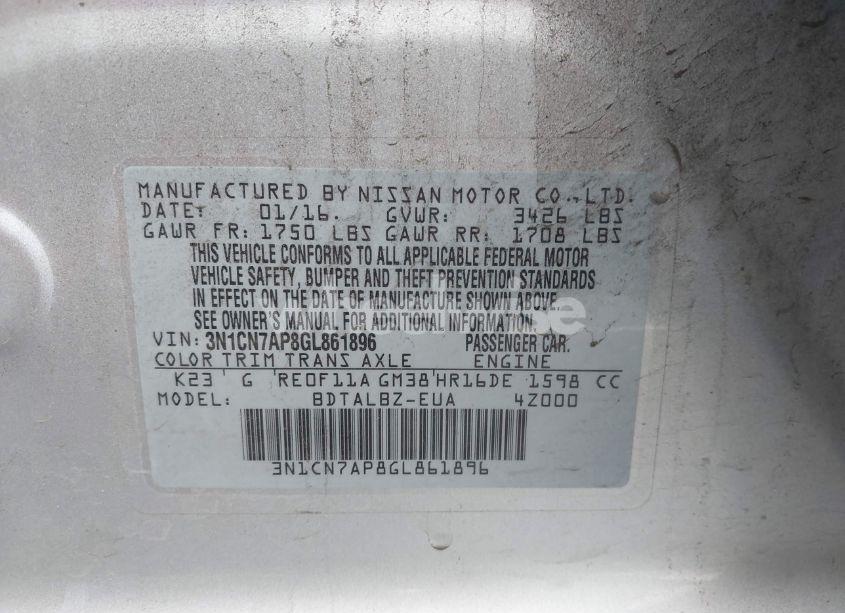 MANUFACTURED BY NISSAN MOTOR CO.,LTD.
DATE: 01/16. GVWR: 3426 LBS
GAWR FR: 1750 LBS GAWR RR: 1708 LBS
THIS VEHICLE CONFORMS TO ALL APPLICABLE FEDERAL MOTOR
VEHICLE SAFETY, BUMPER AND THEFT PREVENTION STANDARDS
IN EFFECT ON THE DATE OF MANUFACTURE SHOWN ABOVE.
SEE OWNER'S MANUAL FOR ADDITIONAL INFORMATION.
VIN: 3N1CN7AP8GL861896 PASSENGER CAR.
COLOR TRIM TRANS AXLE ENGINE
K23 G RE0F11A GM38 HR16DE 1598 CC
MODEL: BDTALBZ-EUA 4Z000
3N1CN7AP8GL861896